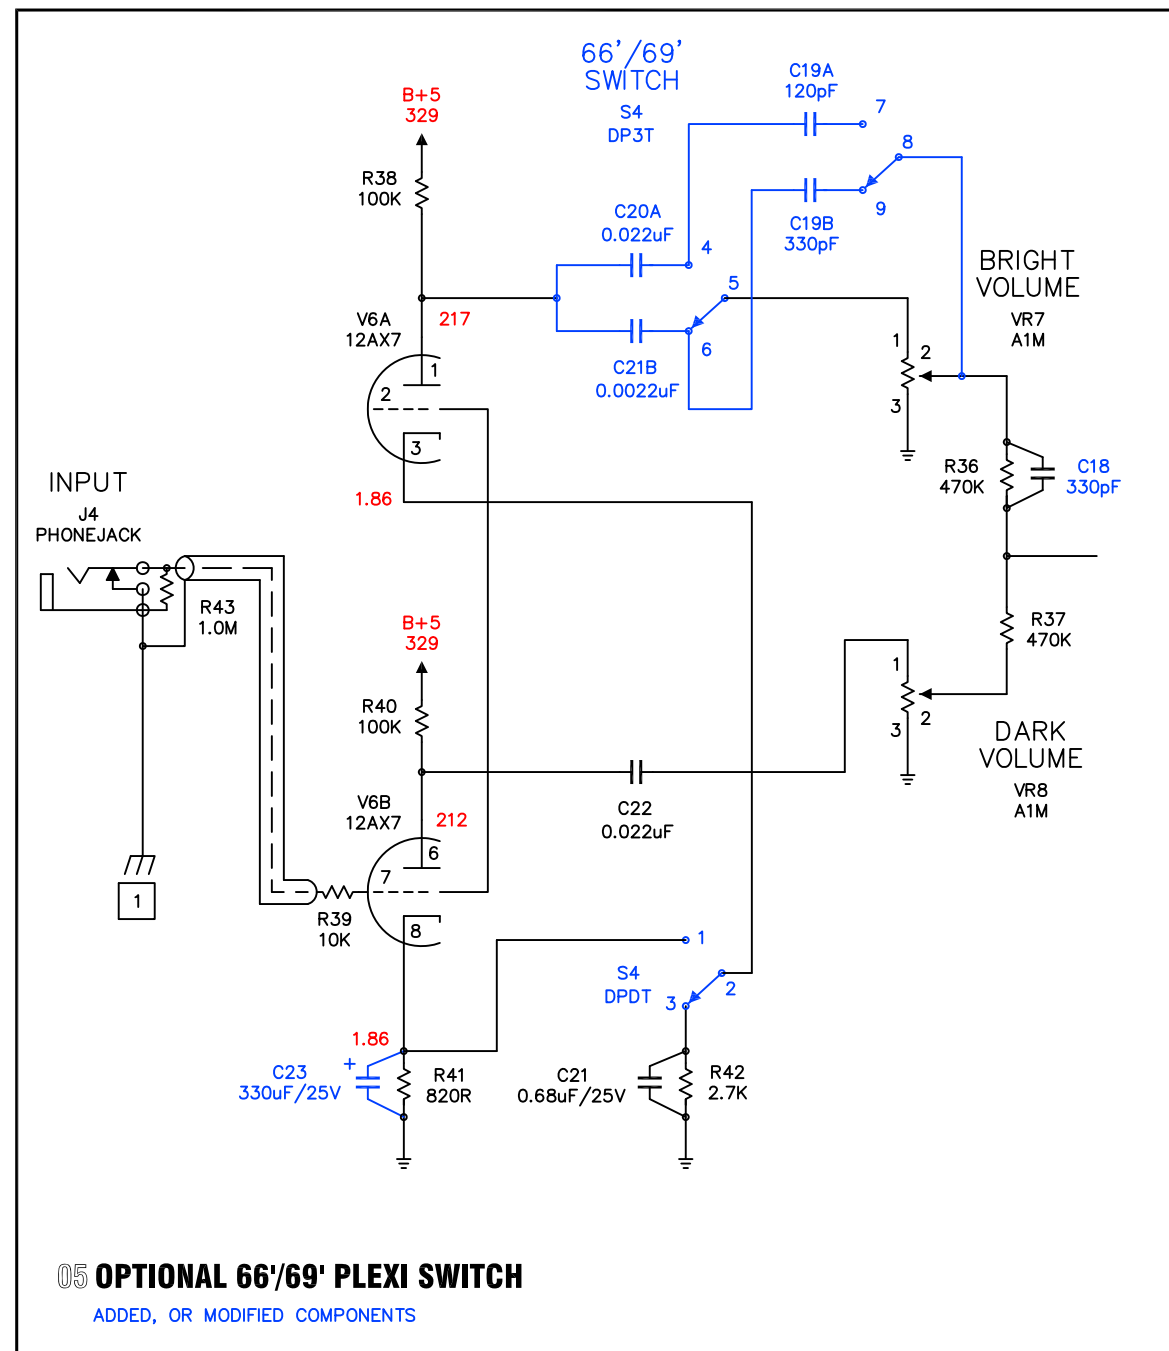 66'/69'
SWITCH
S4
DP3T
C19A
120pF
7
8
B+5
329
R38
100K
C20A
0.022uF
4
C19B
330pF
9
5
BRIGHT
VOLUME
VR7
A1M
V6A
12AX7
217
1
2
3
6
C21B
0.0022uF
1
2
3
1.86
R36
470K
C18
330pF
INPUT
J4
PHONEJACK
R43
1.0M
B+5
329
R37
470K
R40
100K
1
2
3
DARK
VOLUME
VR8
A1M
V6B
12AX7
212
6
7
8
C22
0.022uF
1
R39
10K
1
S4
DPDT
2
3
1.86
+
C23
330uF/25V
R41
820R
C21
0.68uF/25V
R42
2.7K
05 OPTIONAL 66'/69' PLEXI SWITCH
ADDED, OR MODIFIED COMPONENTS